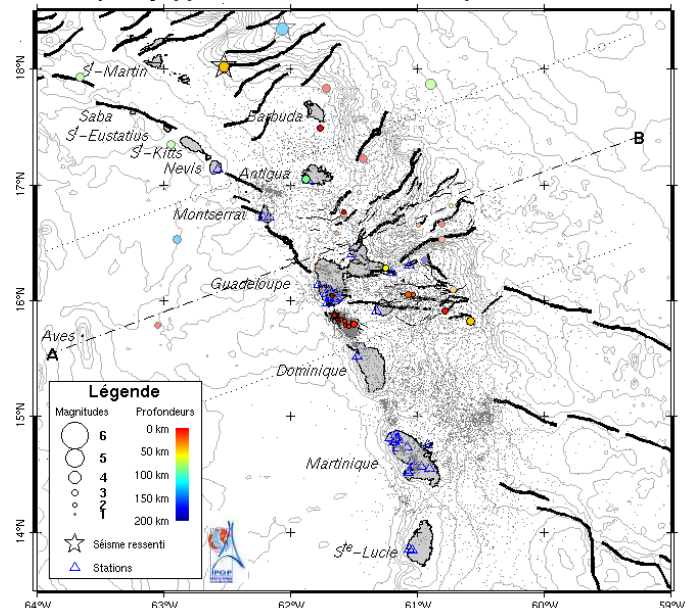 18°N
17°N
16°N
15°N
14°N
St-Martin
Saba
St-Eustatius
St-Kitts
Nevis
Barbuda
Antigua
Montserrat
Guadeloupe
Aves
A
B
Dominique
Martinique
Ste-Lucie
Légende
Magnitudes
Profondeurs
6
5
4
3
2
1
0 km
50 km
100 km
150 km
200 km
Séisme ressenti
Stations
IPGP
64°W
63°W
62°W
61°W
60°W
59°W